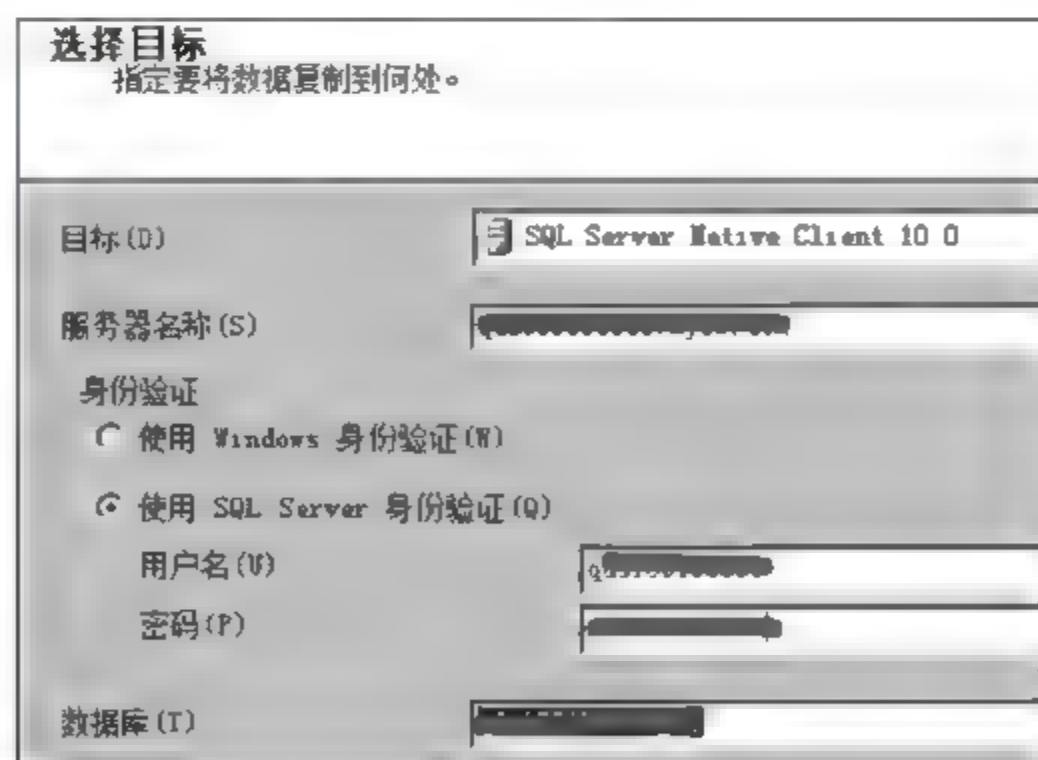 选择目标
指定要将数据复制到何处。
目标(D) SQL Server Native Client 10 0
服务器名称(S)
身份验证
使用 Windows 身份验证(W)
使用 SQL Server 身份验证(Q)
用户名(U) q
密码(P)
数据库(T)